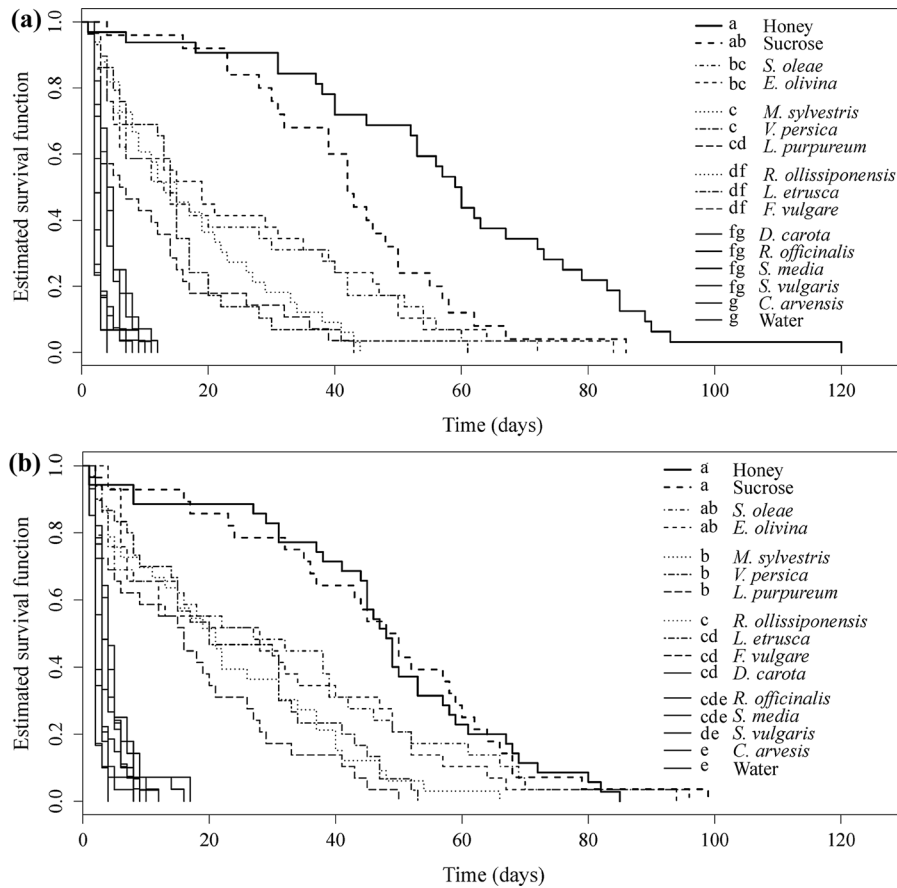 (a)
Estimated survival function
1.0
0.8
0.6
0.4
0.2
0.0
a Honey
ab Sucrose
bc S. oleae
bc E. olivina
c M. sylvestris
c V. persica
cd L. purpureum
df R. ollissiponensis
df L. etrusca
df F. vulgare
fg D. carota
fg R. officinalis
fg S. media
fg S. vulgaris
g C. arvensis
g Water
0 20 40 60 80 100 120
Time (days)
(b)
Estimated survival function
1.0
0.8
0.6
0.4
0.2
0.0
a Honey
a Sucrose
ab S. oleae
ab E. olivina
b M. sylvestris
b V. persica
b L. purpureum
c R. ollissiponensis
cd L. etrusca
cd F. vulgare
cd D. carota
cde R. officinalis
cde S. media
de S. vulgaris
e C. arvesis
e Water
0 20 40 60 80 100 120
Time (days)